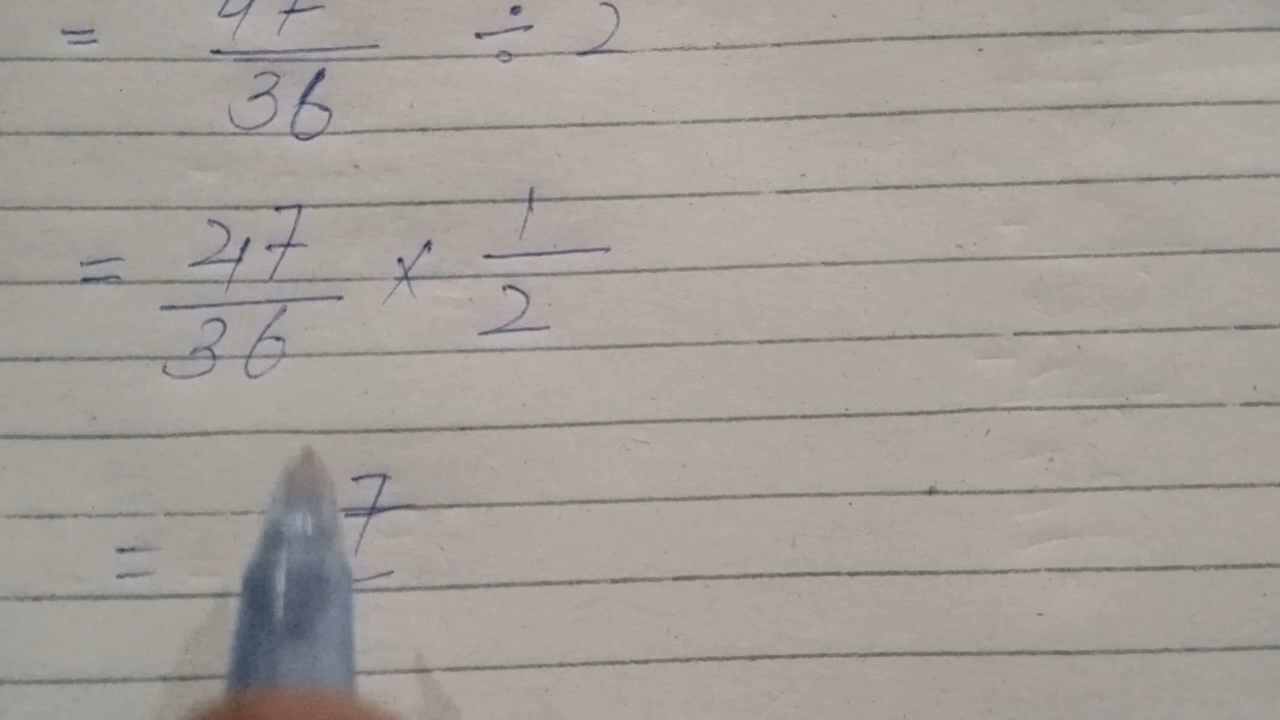 = 47/36 ÷ 2
= 47/36 × 1/2
= 7